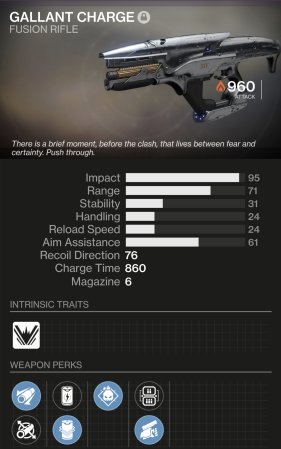 GALLANT CHARGE
FUSION RIFLE
960
ATTACK
There is a brief moment, before the clash, that lives between fear and
certainty. Push through.
Impact 95
Range 71
Stability 31
Handling 24
Reload Speed 24
Aim Assistance 61
Recoil Direction 76
Charge Time 860
Magazine 6
INTRINSIC TRAITS
WEAPON PERKS